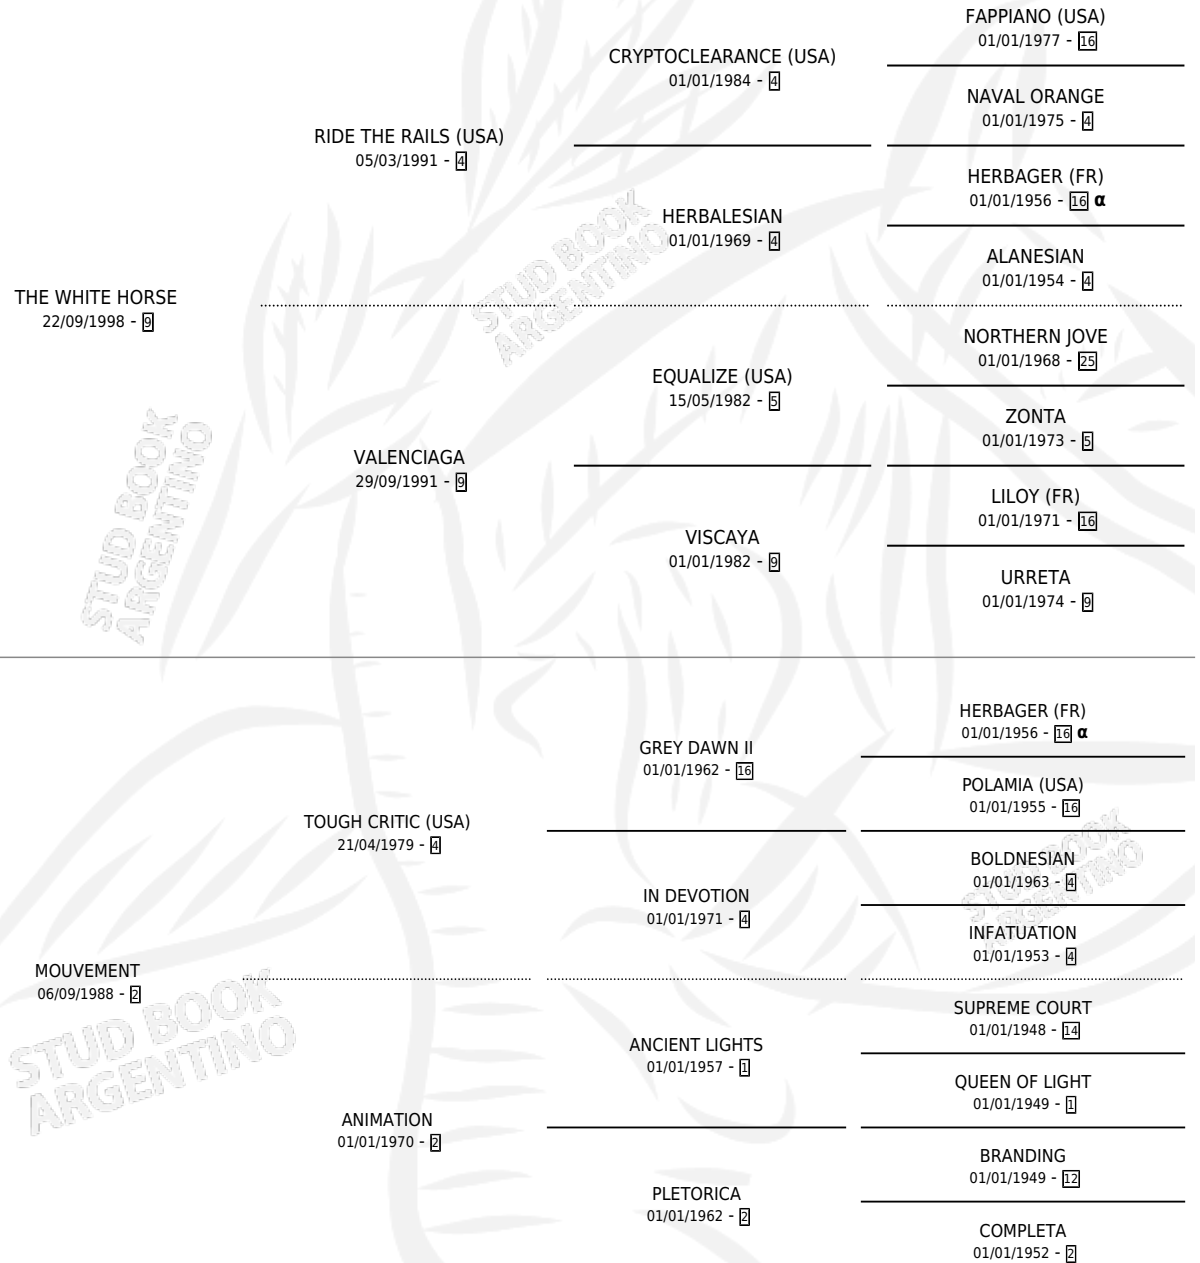 FAPPIANO (USA)
01/01/1977 - 16
CRYPTOCLEARANCE (USA)
01/01/1984 - 4
NAVAL ORANGE
01/01/1975 - 4
RIDE THE RAILS (USA)
05/03/1991 - 4
HERBAGER (FR)
01/01/1956 - 16 α
HERBALESIAN
01/01/1969 - 4
ALANESIAN
01/01/1954 - 4
THE WHITE HORSE
22/09/1998 - 9
NORTHERN JOVE
01/01/1968 - 25
EQUALIZE (USA)
15/05/1982 - 5
ZONTA
01/01/1973 - 5
VALENCIAGA
29/09/1991 - 9
LILOY (FR)
01/01/1971 - 16
VISCAYA
01/01/1982 - 9
URRETA
01/01/1974 - 9
HERBAGER (FR)
01/01/1956 - 16 α
GREY DAWN II
01/01/1962 - 16
POLAMIA (USA)
01/01/1955 - 16
TOUGH CRITIC (USA)
21/04/1979 - 4
BOLDNESIAN
01/01/1963 - 4
IN DEVOTION
01/01/1971 - 4
INFATUATION
01/01/1953 - 4
MOUVEMENT
06/09/1988 - 2
SUPREME COURT
01/01/1948 - 14
ANCIENT LIGHTS
01/01/1957 - 1
QUEEN OF LIGHT
01/01/1949 - 1
ANIMATION
01/01/1970 - 2
BRANDING
01/01/1949 - 12
PLETORICA
01/01/1962 - 2
COMPLETA
01/01/1952 - 2
STUD BOOK
ARGENTINO
STUD BOOK
ARGENTINO
STUD BOOK
ARGENTINO
STUD BOOK
ARGENTINO